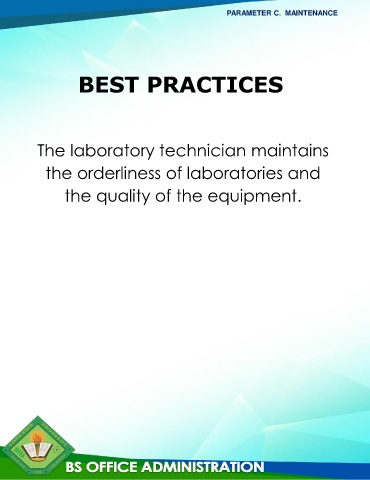 PARAMETER C. MAINTENANCE
BEST PRACTICES
The laboratory technician maintains
the orderliness of laboratories and
the quality of the equipment.
BS OFFICE ADMINISTRATION